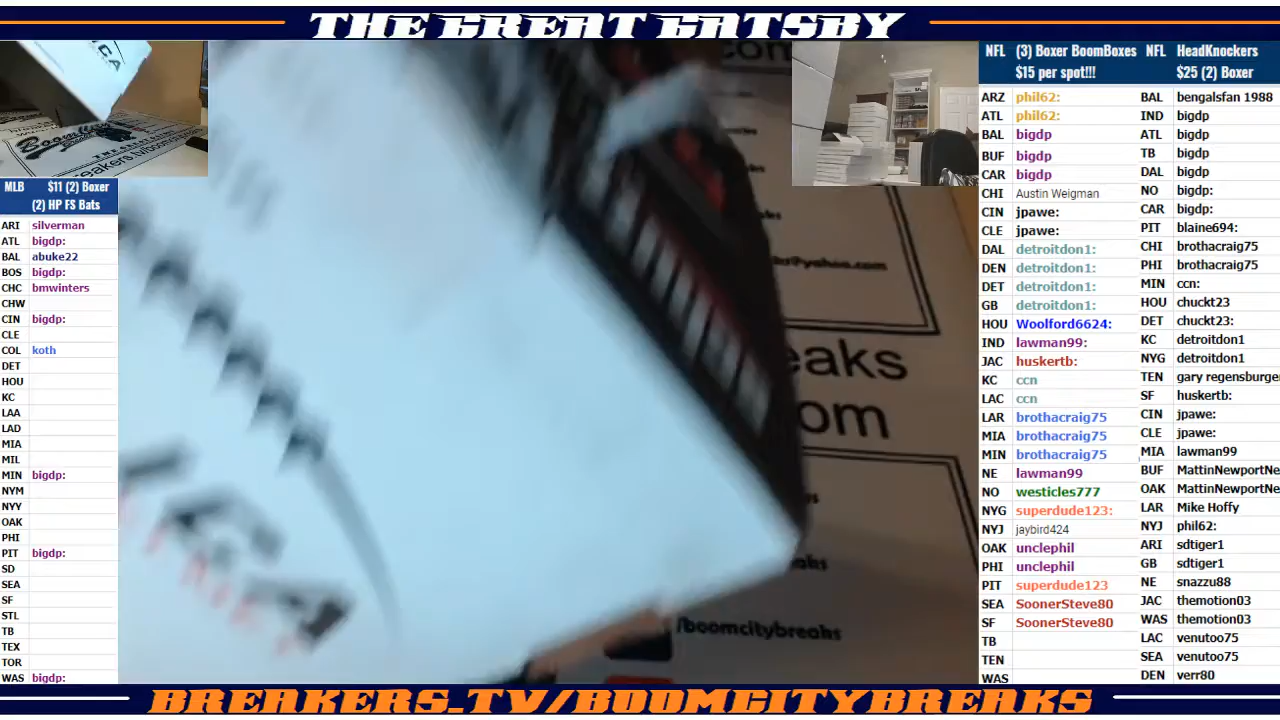 THE GREAT GATSBY
MLB $11 (2) Boxer
(2) HP FS Bats
ARI silverman
ATL bigdp:
BAL abuke22
BOS bigdp:
CHC bmwinters
CHW
CIN bigdp:
CLE
COL koth
DET
HOU
KC
LAA
LAD
MIA
MIL
MIN bigdp:
NYM
NYY
OAK
PHI
PIT bigdp:
SD
SEA
SF
STL
TB
TEX
TOR
WAS bigdp:
com
eaks
com
/boomcitybreaks
NFL (3) Boxer BoomBoxes
$15 per spot!!!
ARZ phil62:
ATL phil62:
BAL bigdp
BUF bigdp
CAR bigdp
CHI Austin Weigman
CIN jpawe:
CLE jpawe:
DAL detroitdon1:
DEN detroitdon1:
DET detroitdon1:
GB detroitdon1:
HOU Woolford6624:
IND lawman99:
JAC huskertb:
KC ccn
LAC ccn
LAR brothacraig75
MIA brothacraig75
MIN brothacraig75
NE lawman99
NO westicles777
NYG superdude123:
NYJ jaybird424
OAK unclephil
PHI unclephil
PIT superdude123
SEA SoonerSteve80
SF SoonerSteve80
TB
TEN
WAS
NFL HeadKnockers
$25 (2) Boxer
BAL bengalsfan 1988
IND bigdp
ATL bigdp
TB bigdp
DAL bigdp
NO bigdp:
CAR bigdp:
PIT blaine694:
CHI brothacraig75
PHI brothacraig75
MIN ccn:
HOU chuckt23
DET chuckt23:
KC detroitdon1
NYG detroitdon1
TEN gary regensburge
SF huskertb:
CIN jpawe:
CLE jpawe:
MIA lawman99
BUF MattinNewportNe
OAK MattinNewportNe
LAR Mike Hoffy
NYJ phil62:
ARI sdtiger1
GB sdtiger1
NE snazzu88
JAC themotion03
WAS themotion03
LAC venutoo75
SEA venutoo75
DEN verr80
BREAKERS.TV/BOOMCITYBREAKS